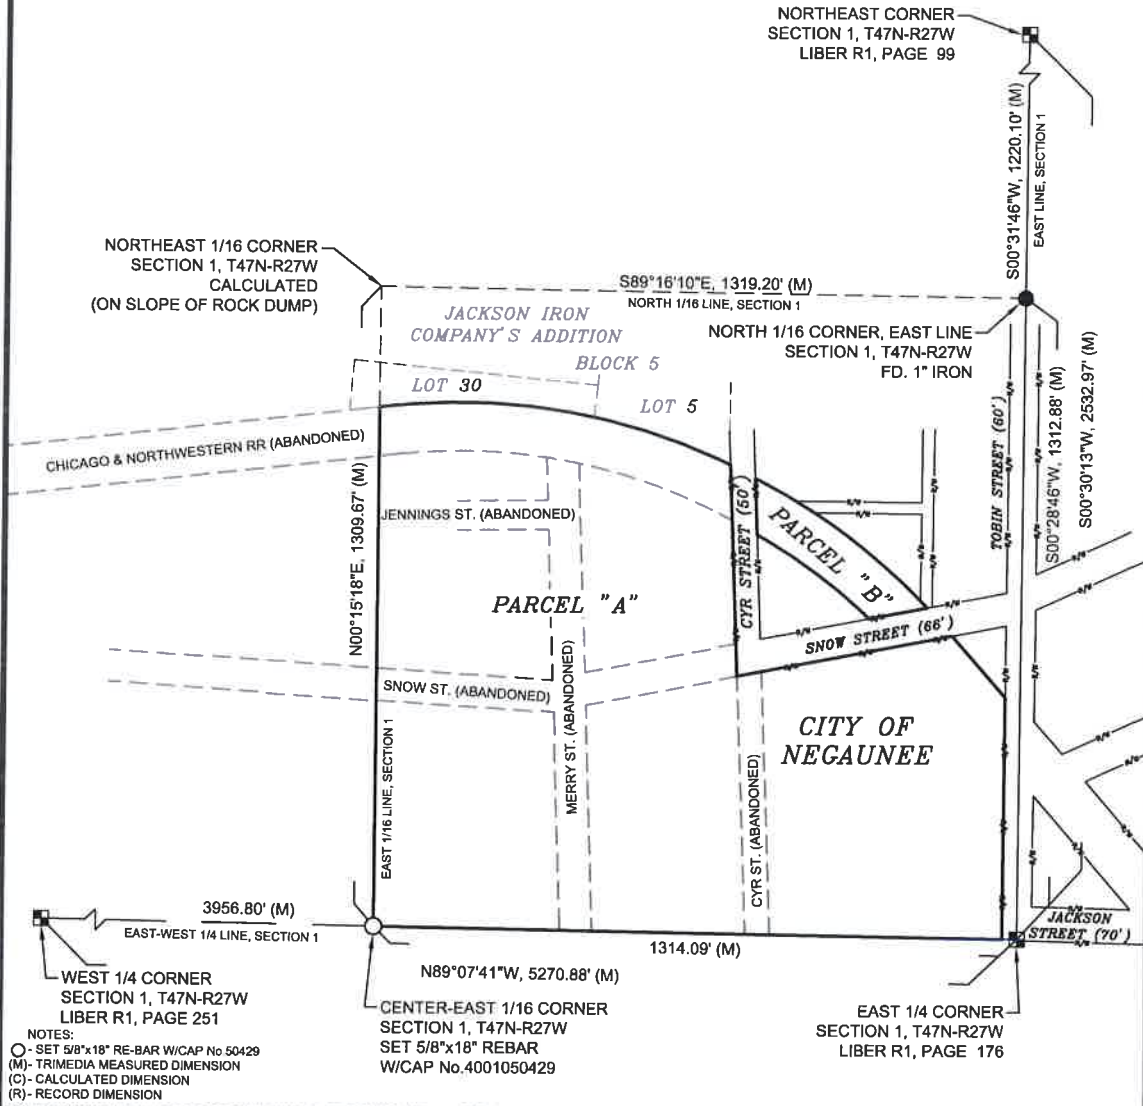 NORTHEAST CORNER
SECTION 1, T47N-R27W
LIBER R1, PAGE 99
S00°31'46"W, 1220.10' (M)
EAST LINE, SECTION 1
NORTHEAST 1/16 CORNER
SECTION 1, T47N-R27W
CALCULATED
(ON SLOPE OF ROCK DUMP)
S89°16'10"E, 1319.20' (M)
NORTH 1/16 LINE, SECTION 1
JACKSON IRON
COMPANY'S ADDITION
BLOCK 5
LOT 30
LOT 5
NORTH 1/16 CORNER, EAST LINE
SECTION 1, T47N-R27W
FD. 1" IRON
CHICAGO & NORTHWESTERN RR (ABANDONED)
N00°15'18"E, 1309.67' (M)
JENNINGS ST. (ABANDONED)
CYR STREET (50')
PARCEL "B"
TOBIN STREET (60')
S00°28'46"W, 1312.88' (M)
S00°30'13"W, 2532.97' (M)
PARCEL "A"
SNOW STREET (66')
SNOW ST. (ABANDONED)
MERRY ST. (ABANDONED)
EAST 1/16 LINE, SECTION 1
CITY OF
NEGAUNEE
CYR ST. (ABANDONED)
3956.80' (M)
EAST-WEST 1/4 LINE, SECTION 1
JACKSON
STREET (70')
1314.09' (M)
N89°07'41"W, 5270.88' (M)
WEST 1/4 CORNER
SECTION 1, T47N-R27W
LIBER R1, PAGE 251
CENTER-EAST 1/16 CORNER
SECTION 1, T47N-R27W
SET 5/8"x18" REBAR
W/CAP No.4001050429
EAST 1/4 CORNER
SECTION 1, T47N-R27W
LIBER R1, PAGE 176
NOTES:
- SET 5/8"x18" RE-BAR W/CAP No.50429
(M)- TRIMEDIA MEASURED DIMENSION
(C)- CALCULATED DIMENSION
(R)- RECORD DIMENSION